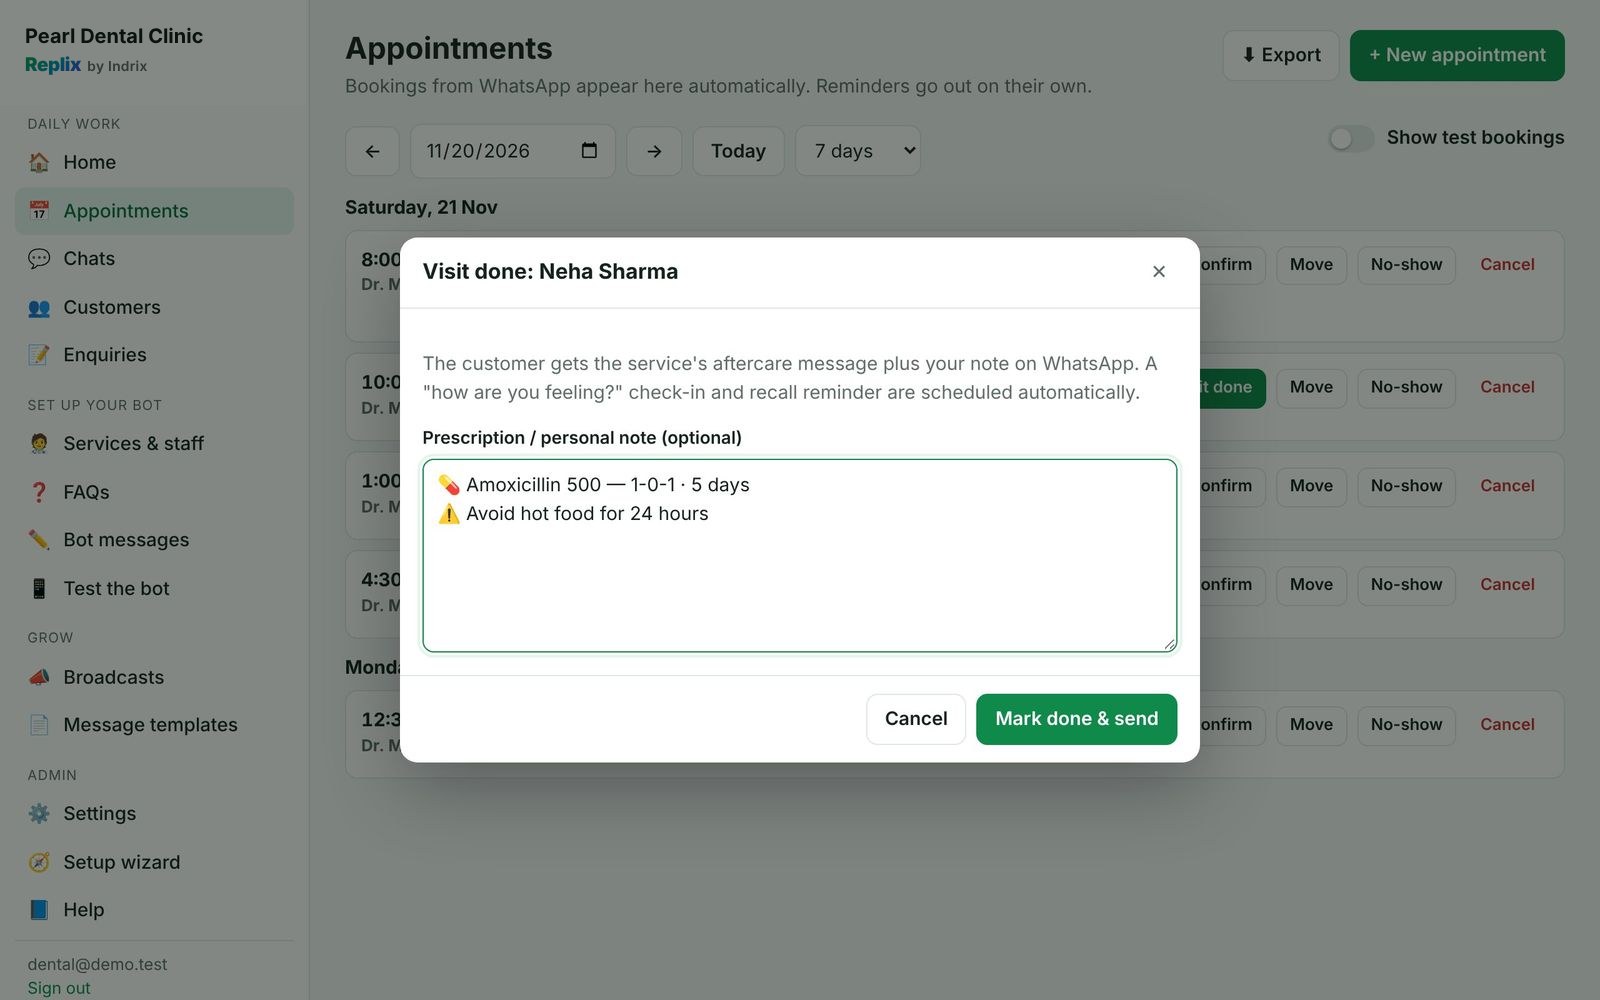 Pearl Dental Clinic
Replix by Indrix
DAILY WORK
🏠 Home
📅 Appointments
💬 Chats
👥 Customers
📝 Enquiries
SET UP YOUR BOT
🧑‍⚕️ Services & staff
❓ FAQs
✏️ Bot messages
📱 Test the bot
GROW
📣 Broadcasts
📄 Message templates
ADMIN
⚙️ Settings
🧭 Setup wizard
📘 Help
dental@demo.test
Sign out
Appointments
Bookings from WhatsApp appear here automatically. Reminders go out on their own.
⬇ Export
+ New appointment
← 11/20/2026 → Today 7 days
Show test bookings
Saturday, 21 Nov
8:00
Dr. M
onfirm Move No-show Cancel
10:0
Dr. M
it done Move No-show Cancel
1:00
Dr. M
onfirm Move No-show Cancel
4:30
Dr. M
onfirm Move No-show Cancel
Monda
12:3
Dr. M
onfirm Move No-show Cancel
Visit done: Neha Sharma
✕
The customer gets the service's aftercare message plus your note on WhatsApp. A
"how are you feeling?" check-in and recall reminder are scheduled automatically.
Prescription / personal note (optional)
💊 Amoxicillin 500 — 1-0-1 · 5 days
⚠️ Avoid hot food for 24 hours
Cancel
Mark done & send